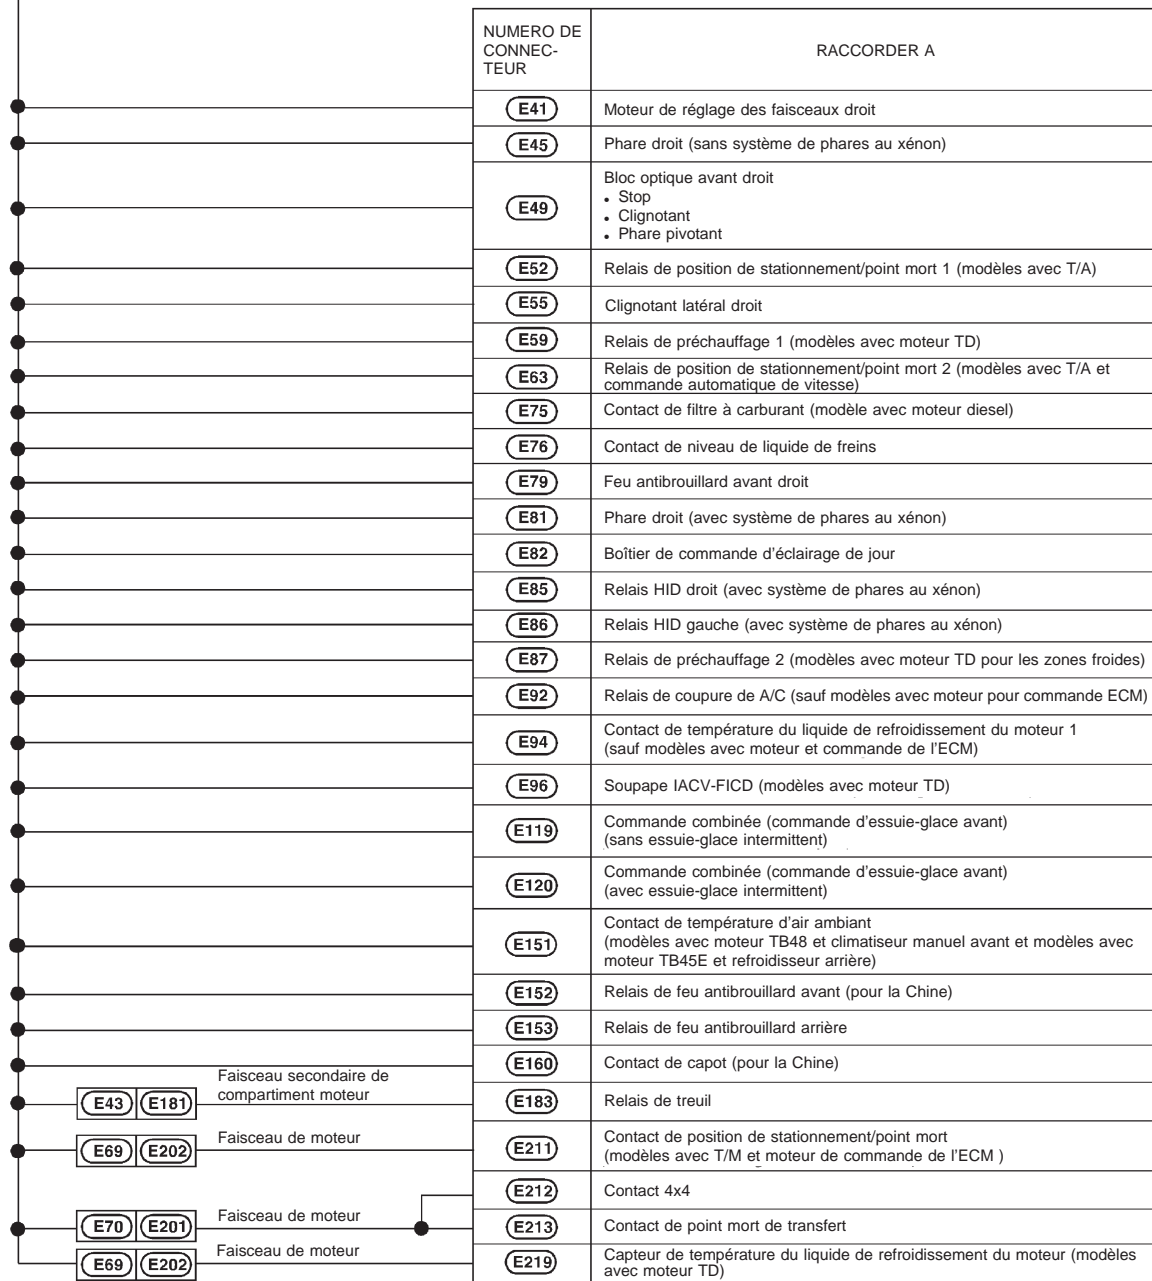 NUMERO DE
CONNEC-
TEUR
RACCORDER A
E41 Moteur de réglage des faisceaux droit
E45 Phare droit (sans système de phares au xénon)
E49
Bloc optique avant droit
• Stop
• Clignotant
• Phare pivotant
E52 Relais de position de stationnement/point mort 1 (modèles avec T/A)
E55 Clignotant latéral droit
E59 Relais de préchauffage 1 (modèles avec moteur TD)
E63 Relais de position de stationnement/point mort 2 (modèles avec T/A et
commande automatique de vitesse)
E75 Contact de filtre à carburant (modèle avec moteur diesel)
E76 Contact de niveau de liquide de freins
E79 Feu antibrouillard avant droit
E81 Phare droit (avec système de phares au xénon)
E82 Boîtier de commande d'éclairage de jour
E85 Relais HID droit (avec système de phares au xénon)
E86 Relais HID gauche (avec système de phares au xénon)
E87 Relais de préchauffage 2 (modèles avec moteur TD pour les zones froides)
E92 Relais de coupure de A/C (sauf modèles avec moteur pour commande ECM)
E94 Contact de température du liquide de refroidissement du moteur 1
(sauf modèles avec moteur et commande de l'ECM)
E96 Soupape IACV-FICD (modèles avec moteur TD)
E119 Commande combinée (commande d'essuie-glace avant)
(sans essuie-glace intermittent)
E120 Commande combinée (commande d'essuie-glace avant)
(avec essuie-glace intermittent)
E151 Contact de température d'air ambiant
(modèles avec moteur TB48 et climatiseur manuel avant et modèles avec
moteur TB45E et refroidisseur arrière)
E152 Relais de feu antibrouillard avant (pour la Chine)
E153 Relais de feu antibrouillard arrière
E160 Contact de capot (pour la Chine)
Faisceau secondaire de
compartiment moteur
E43 E181 E183 Relais de treuil
Faisceau de moteur
E69 E202 E211 Contact de position de stationnement/point mort
(modèles avec T/M et moteur de commande de l'ECM )
E212 Contact 4x4
Faisceau de moteur
E70 E201 E213 Contact de point mort de transfert
Faisceau de moteur
E69 E202 E219 Capteur de température du liquide de refroidissement du moteur (modèles
avec moteur TD)